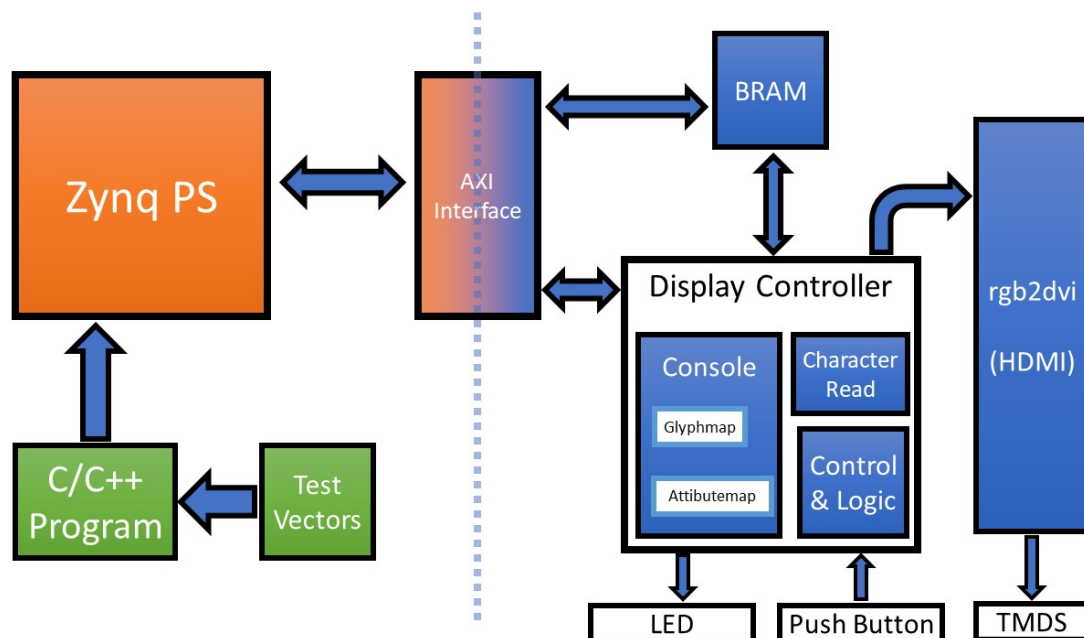 Zynq PS
AXI
Interface
BRAM
Display Controller
Console
Glyphmap
Attibutemap
Character
Read
Control
& Logic
rgb2dvi
(HDMI)
C/C++
Program
Test
Vectors
LED
Push Button
TMDS